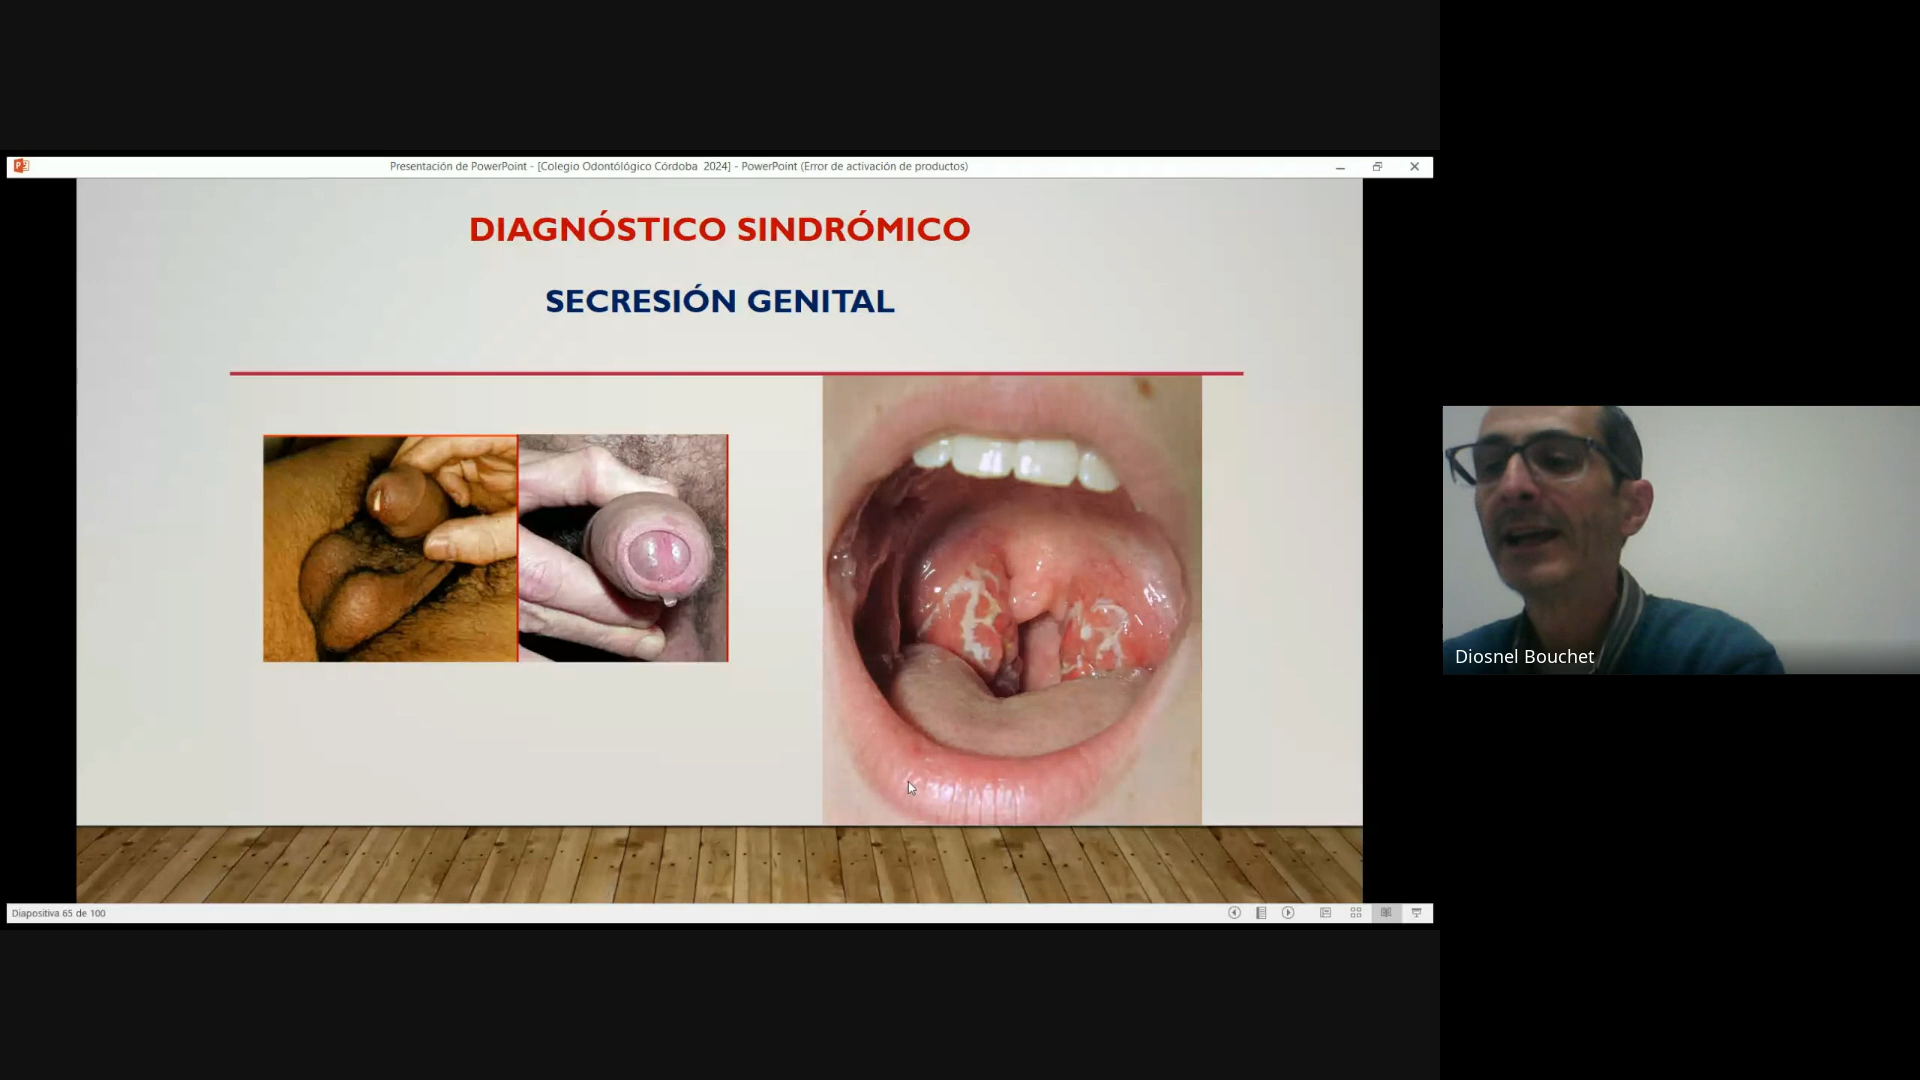 Presentación de PowerPoint - [Colegio Odontólógico Córdoba 2024] - PowerPoint (Error de activación de productos)
DIAGNÓSTICO SINDRÓMICO
SECRESIÓN GENITAL
Diosnel Bouchet
Diapositiva 65 de 100